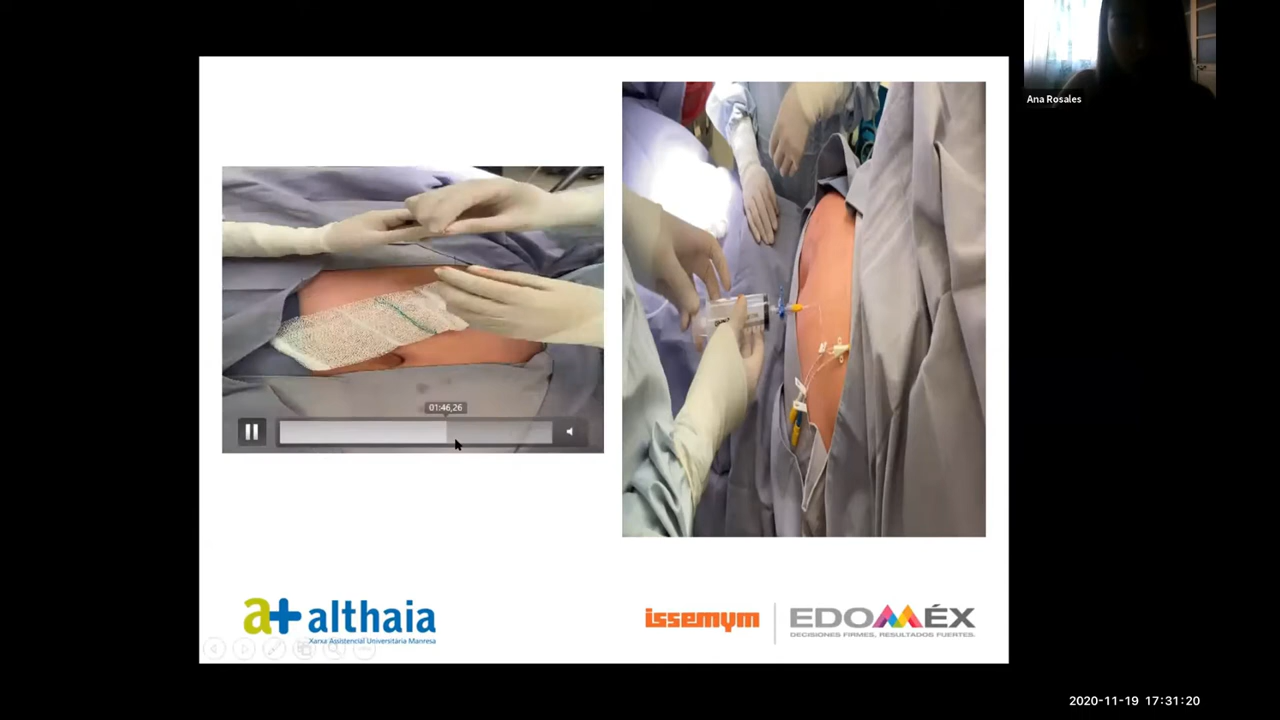 Ana Rosales
01:46,26
a+ althaia
Xarxa Assistencial Universitària Manresa
issemym
EDOMÉX
DECISIONES FIRMES, RESULTADOS FUERTES.
2020-11-19 17:31:20